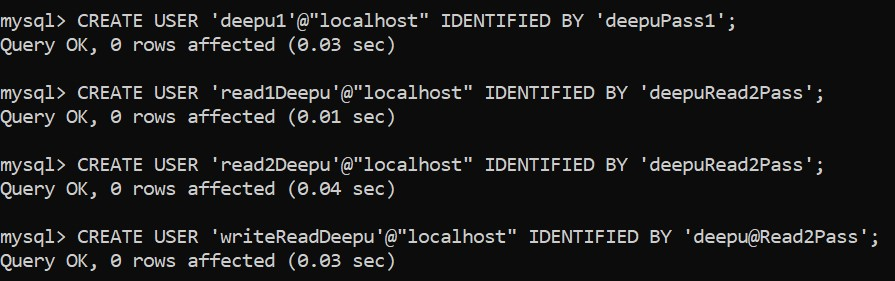 mysql> CREATE USER 'deepu1'@"localhost" IDENTIFIED BY 'deepuPass1';
Query OK, 0 rows affected (0.03 sec)
mysql> CREATE USER 'read1Deepu'@"localhost" IDENTIFIED BY 'deepuRead2Pass';
Query OK, 0 rows affected (0.01 sec)
mysql> CREATE USER 'read2Deepu'@"localhost" IDENTIFIED BY 'deepuRead2Pass';
Query OK, 0 rows affected (0.04 sec)
mysql> CREATE USER 'writeReadDeepu'@"localhost" IDENTIFIED BY 'deepu@Read2Pass';
Query OK, 0 rows affected (0.03 sec)